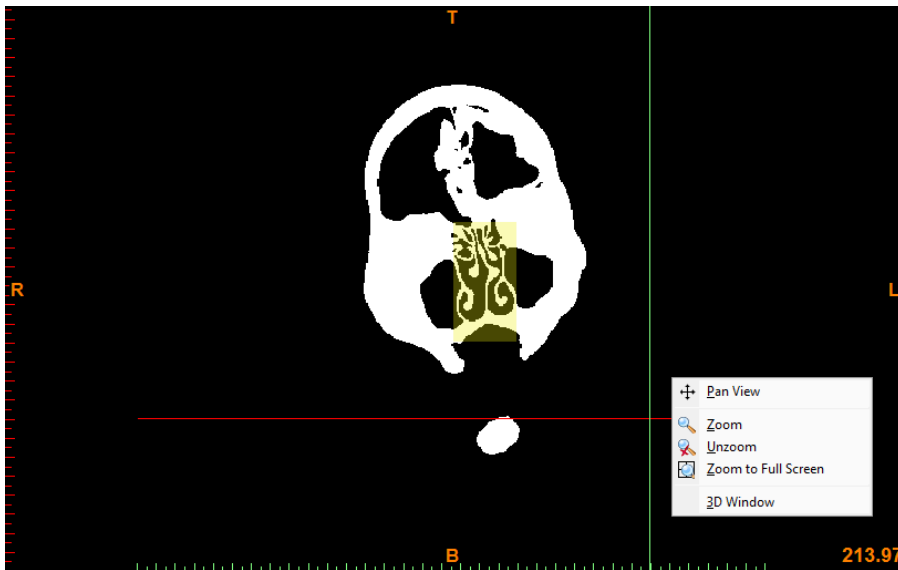 T
R
L
Pan View
Zoom
Unzoom
Zoom to Full Screen
3D Window
B
213.97